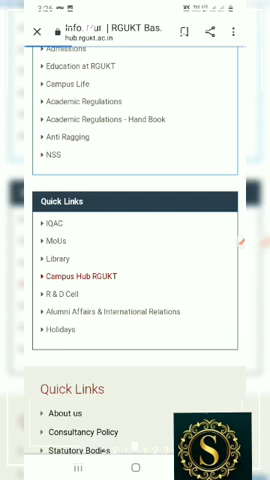 3:26
Info. Hub | RGUKT Bas.
hub.rgukt.ac.in
Admissions
Education at RGUKT
Campus Life
Academic Regulations
Academic Regulations - Hand Book
Anti Ragging
NSS
Quick Links
IQAC
MoUs
Library
Campus Hub RGUKT
R & D Cell
Alumni Affairs & International Relations
Holidays
Quick Links
About us
Consultancy Policy
Statutory Bodies
S